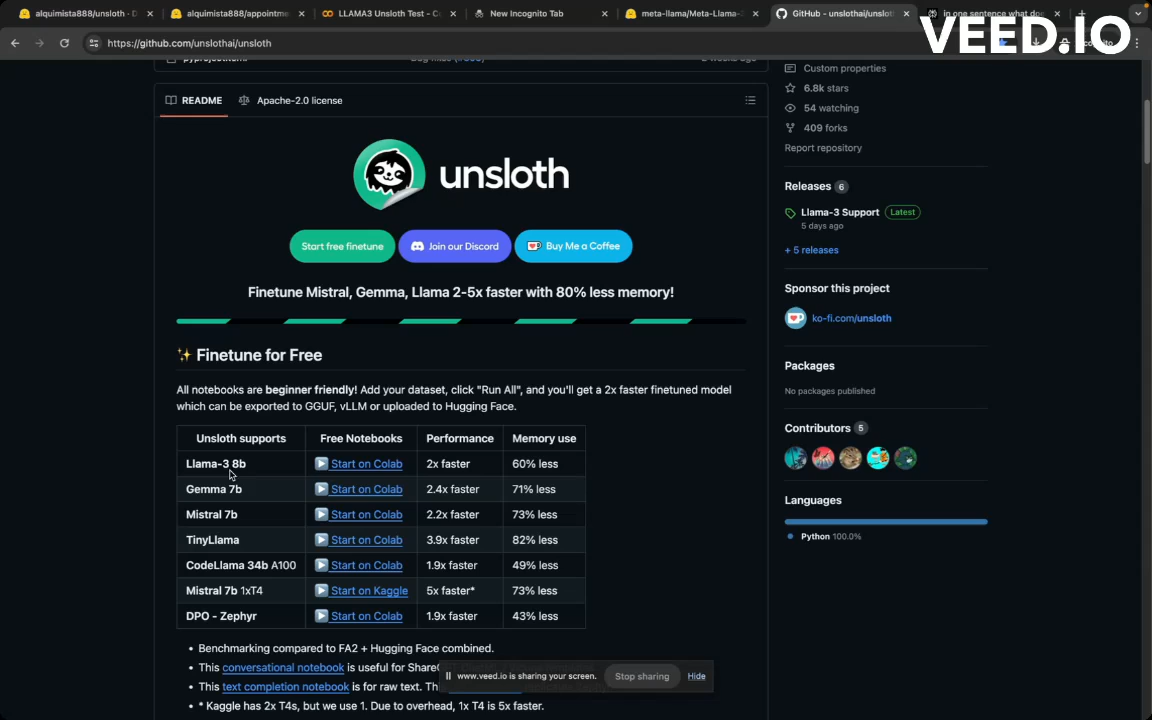 alquimista888/unsloth · D
alquimista888/appointme
LLAMA3 Unsloth Test - Co
New Incognito Tab
meta-llama/Meta-Llama-3
GitHub - unslothai/unslot
in one sentence what doe
https://github.com/unslothai/unsloth
VEED.IO
Custom properties
README
Apache-2.0 license
6.8k stars
54 watching
409 forks
Report repository
unsloth
Releases 6
Llama-3 Support Latest
5 days ago
+ 5 releases
Start free finetune
Join our Discord
Buy Me a Coffee
Finetune Mistral, Gemma, Llama 2-5x faster with 80% less memory!
Sponsor this project
ko-fi.com/unsloth
✨ Finetune for Free
Packages
No packages published
All notebooks are beginner friendly! Add your dataset, click "Run All", and you'll get a 2x faster finetuned model
which can be exported to GGUF, vLLM or uploaded to Hugging Face.
Contributors 5
Unsloth supports Free Notebooks Performance Memory use
Llama-3 8b ▶️ Start on Colab 2x faster 60% less
Gemma 7b ▶️ Start on Colab 2.4x faster 71% less
Mistral 7b ▶️ Start on Colab 2.2x faster 73% less
TinyLlama ▶️ Start on Colab 3.9x faster 82% less
CodeLlama 34b A100 ▶️ Start on Colab 1.9x faster 49% less
Mistral 7b 1xT4 ▶️ Start on Kaggle 5x faster* 73% less
DPO - Zephyr ▶️ Start on Colab 1.9x faster 43% less
Languages
Python 100.0%
• Benchmarking compared to FA2 + Hugging Face combined.
• This conversational notebook is useful for ShareG
• This text completion notebook is for raw text. Th
• * Kaggle has 2x T4s, but we use 1. Due to overhead, 1x T4 is 5x faster.
www.veed.io is sharing your screen.
Stop sharing
Hide